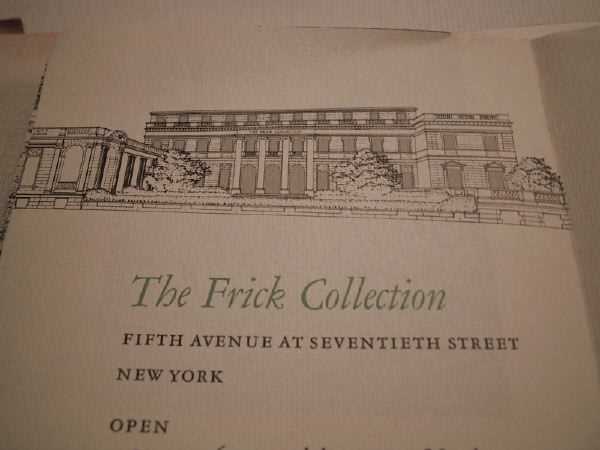 The Frick Collection
FIFTH AVENUE AT SEVENTIETH STREET
NEW YORK
OPEN